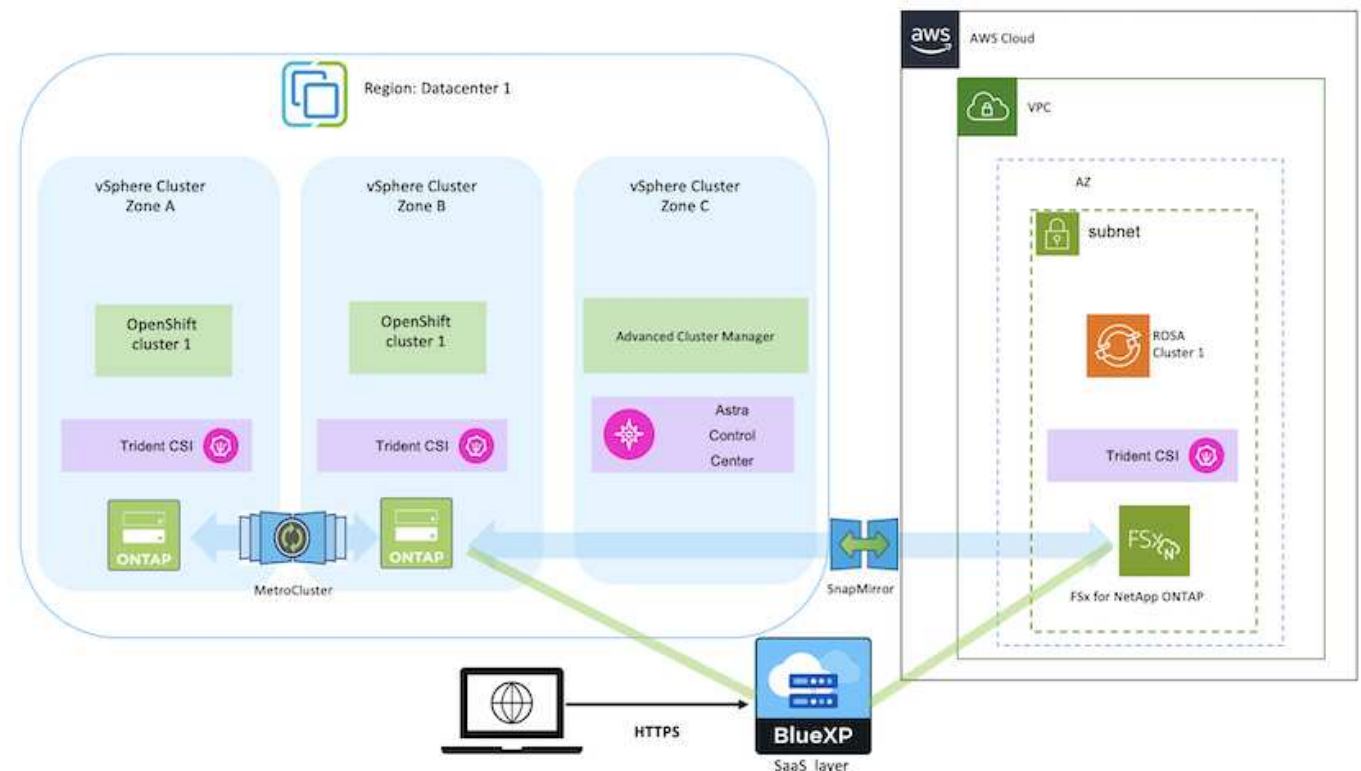 Region: Datacenter 1
vSphere Cluster
Zone A
OpenShift
cluster 1
Trident CSI
ONTAP
MetroCluster
vSphere Cluster
Zone B
OpenShift
cluster 1
Trident CSI
ONTAP
vSphere Cluster
Zone C
Advanced Cluster Manager
Astra
Control
Center
SnapMirror
aws
AWS Cloud
VPC
AZ
subnet
ROSA
Cluster 1
Trident CSI
FSx
N
FSx for NetApp ONTAP
HTTPS
BlueXP
SaaS layer